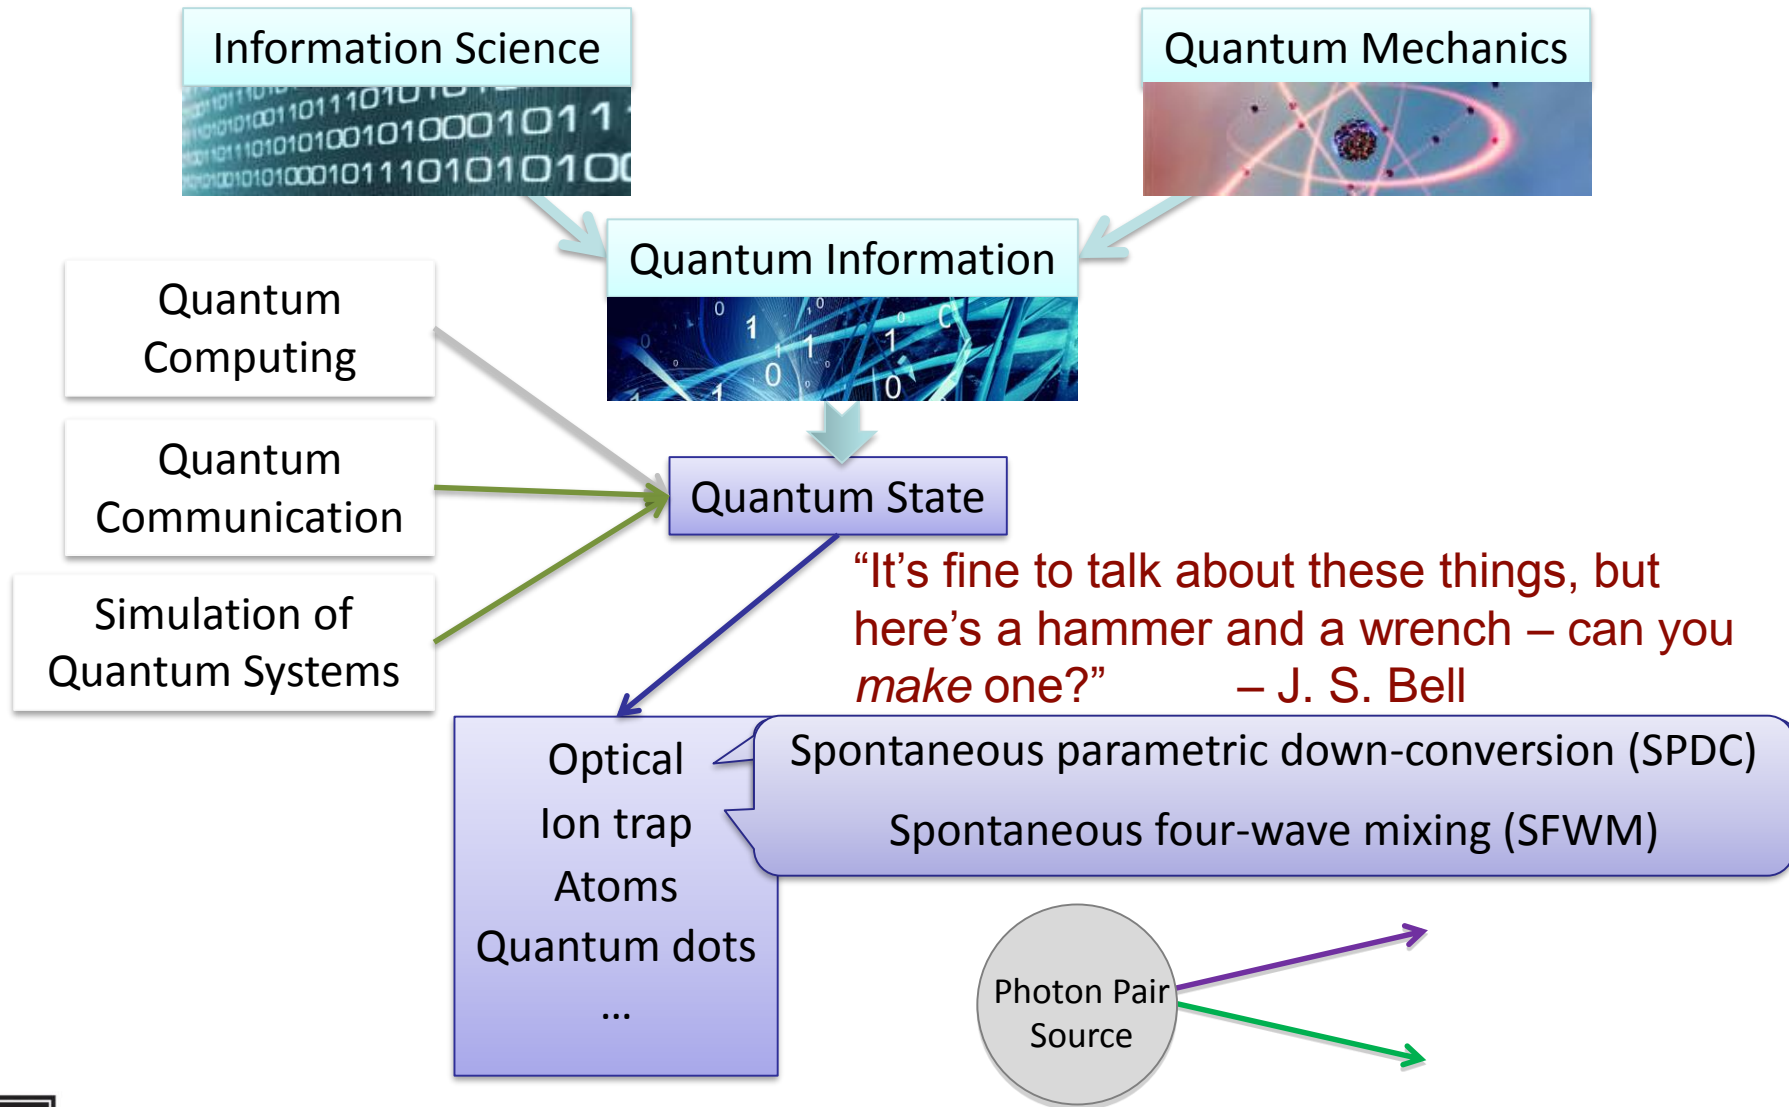 Information Science
Quantum Mechanics
Quantum Information
Quantum
Computing
Quantum
Communication
Simulation of
Quantum Systems
Quantum State
“It’s fine to talk about these things, but
here’s a hammer and a wrench – can you
make one?” – J. S. Bell
Optical
Ion trap
Atoms
Quantum dots
...
Spontaneous parametric down-conversion (SPDC)
Spontaneous four-wave mixing (SFWM)
Photon Pair
Source